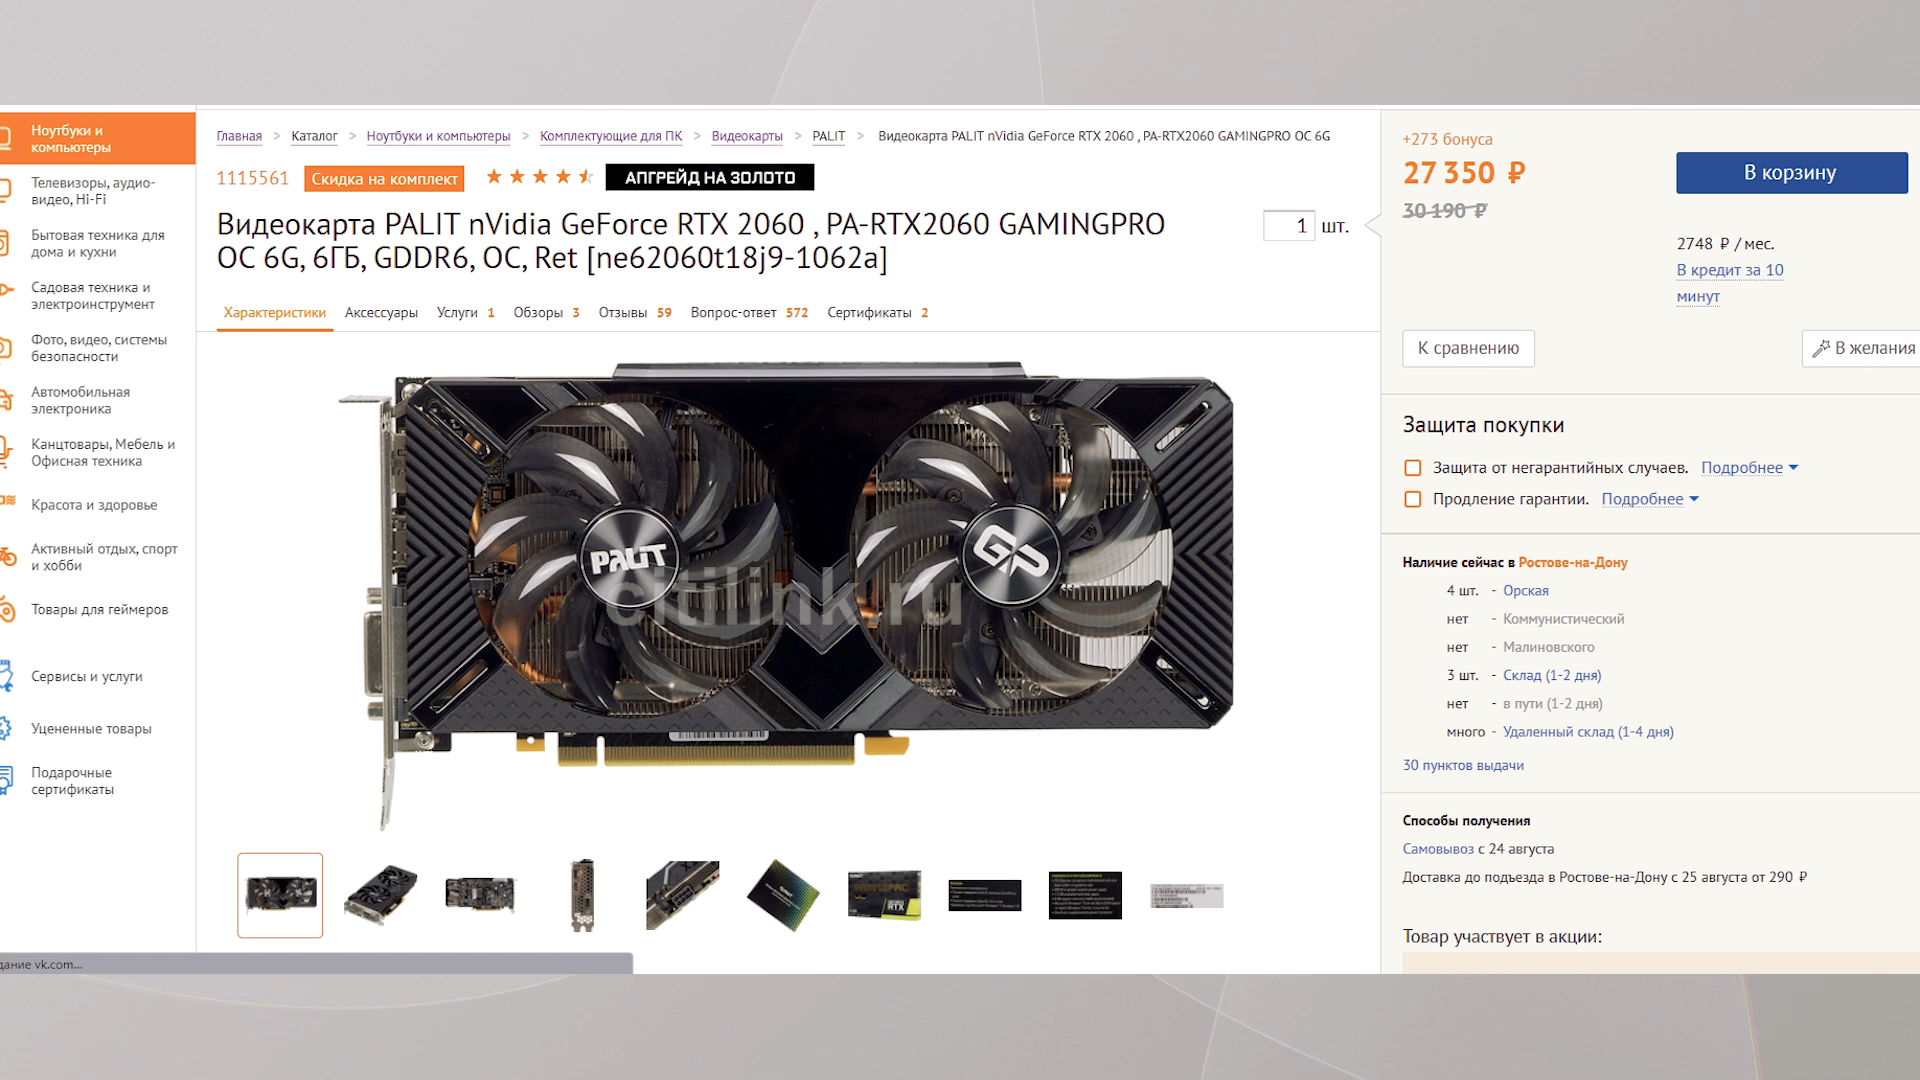 Ноутбуки и
компьютеры
Телевизоры, аудио-
видео, Hi-Fi
Бытовая техника для
дома и кухни
Садовая техника и
электроинструмент
Фото, видео, системы
безопасности
Автомобильная
электроника
Канцтовары, Мебель и
Офисная техника
Красота и здоровье
Активный отдых, спорт
и хобби
Товары для геймеров
Сервисы и услуги
Уцененные товары
Подарочные
сертификаты
vk.com...
Главная > Каталог > Ноутбуки и компьютеры > Комплектующие для ПК > Видеокарты > PALIT > Видеокарта PALIT nVidia GeForce RTX 2060 , PA-RTX2060 GAMINGPRO OC 6G
1115561 Скидка на комплект АПГРЕЙД НА ЗОЛОТО
Видеокарта PALIT nVidia GeForce RTX 2060 , PA-RTX2060 GAMINGPRO
OC 6G, 6ГБ, GDDR6, OC, Ret [ne62060t18j9-1062a]
1 шт.
Характеристики Аксессуары Услуги 1 Обзоры 3 Отзывы 59 Вопрос-ответ 572 Сертификаты 2
PALIT
GP
citilink.ru
+273 бонуса
27 350 ₽
30 190 ₽
В корзину
2748 ₽ / мес.
В кредит за 10
минут
К сравнению
В желания
Защита покупки
Защита от негарантийных случаев. Подробнее
Продление гарантии. Подробнее
Наличие сейчас в Ростове-на-Дону
4 шт. - Орская
нет - Коммунистический
нет - Малиновского
3 шт. - Склад (1-2 дня)
нет - в пути (1-2 дня)
много - Удаленный склад (1-4 дня)
30 пунктов выдачи
Способы получения
Самовывоз с 24 августа
Доставка до подъезда в Ростове-на-Дону с 25 августа от 290 ₽
Товар участвует в акции: